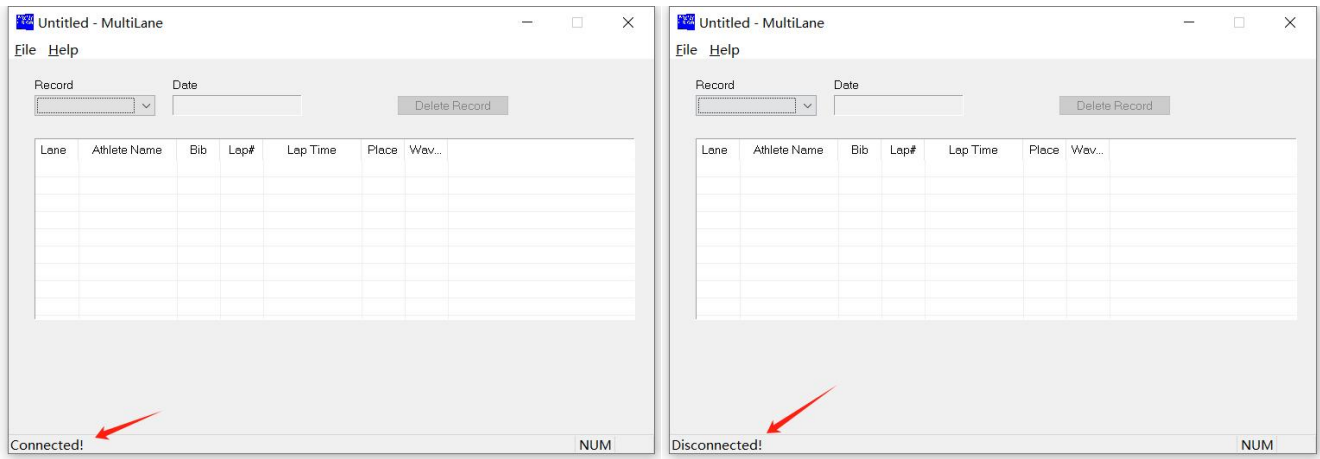 Untitled - MultiLane
File Help
Record Date
Delete Record
Lane Athlete Name Bib Lap# Lap Time Place Wav...
Connected! NUM
Untitled - MultiLane
File Help
Record Date
Delete Record
Lane Athlete Name Bib Lap# Lap Time Place Wav...
Disconnected! NUM